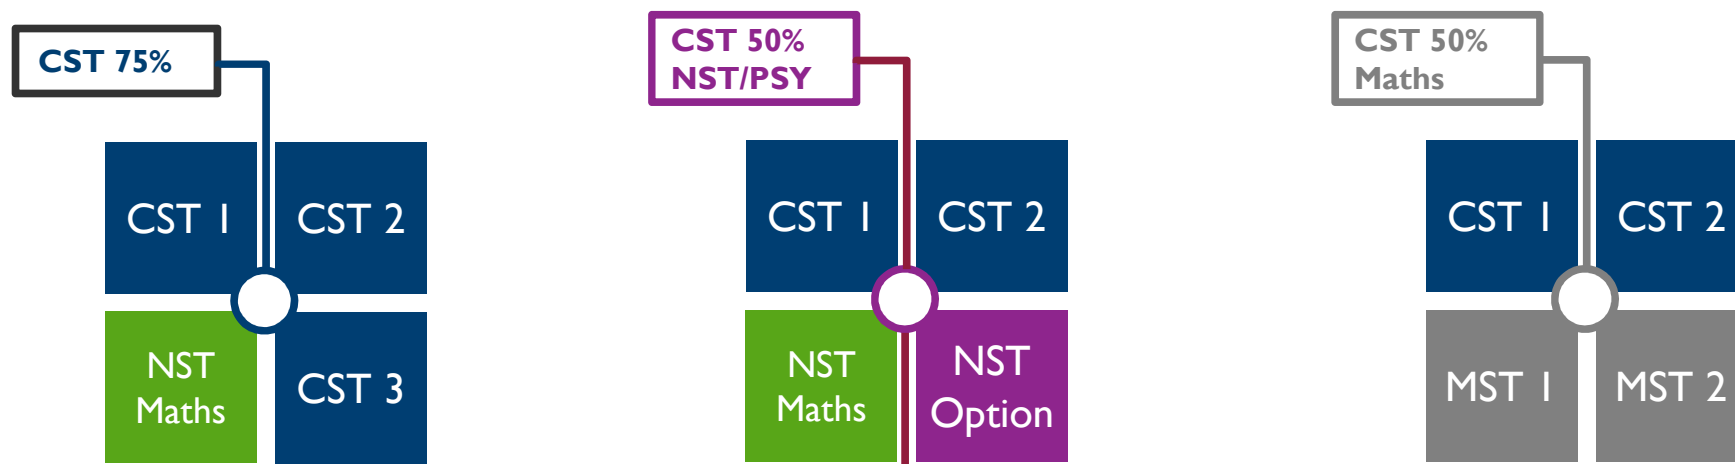 CST 75%
CST 1
CST 2
NST
Maths
CST 3
CST 50%
NST/PSY
CST 1
CST 2
NST
Maths
NST
Option
CST 50%
Maths
CST 1
CST 2
MST 1
MST 2